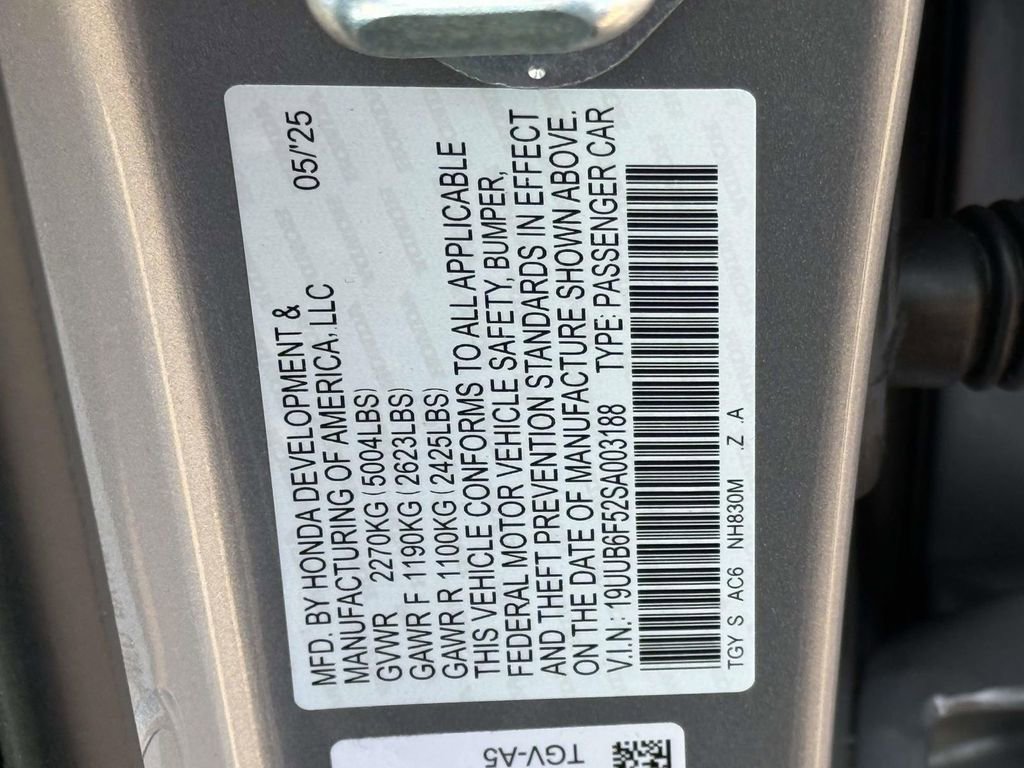 MFD. BY HONDA DEVELOPMENT &
MANUFACTURING OF AMERICA, LLC 05/'25
GVWR 2270KG (5004LBS)
GAWR F 1190KG (2623LBS)
GAWR R 1100KG (2425LBS)
THIS VEHICLE CONFORMS TO ALL APPLICABLE
FEDERAL MOTOR VEHICLE SAFETY, BUMPER,
AND THEFT PREVENTION STANDARDS IN EFFECT
ON THE DATE OF MANUFACTURE SHOWN ABOVE.
V.I.N.: 19UUB6F52SA003188 TYPE: PASSENGER CAR
TGY S AC6 NH830M .Z .A
TGV-A5